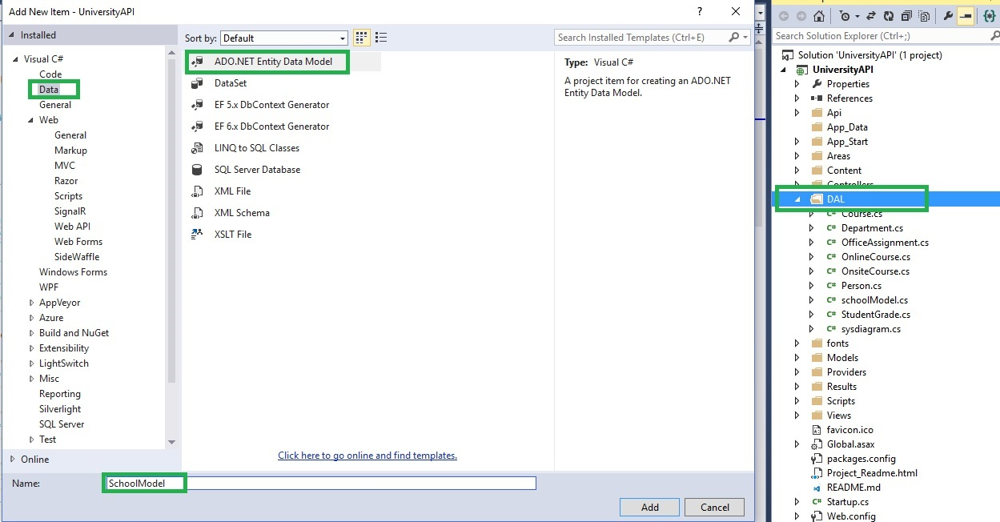 Add New Item - UniversityAPI
?
Installed
Sort by: Default
Search Installed Templates (Ctrl+E)
Visual C#
Code
Data
General
Web
General
Markup
MVC
Razor
Scripts
SignalR
Web API
Web Forms
SideWaffle
Windows Forms
WPF
AppVeyor
Azure
Build and NuGet
Extensibility
LightSwitch
Misc
Reporting
Silverlight
SQL Server
Test
Online
ADO.NET Entity Data Model
DataSet
EF 5.x DbContext Generator
EF 6.x DbContext Generator
LINQ to SQL Classes
SQL Server Database
XML File
XML Schema
XSLT File
Click here to go online and find templates.
Type: Visual C#
A project item for creating an ADO.NET
Entity Data Model.
Name: SchoolModel
Add
Cancel
Search Solution Explorer (Ctrl+;)
Solution 'UniversityAPI' (1 project)
UniversityAPI
Properties
References
Api
App_Data
App_Start
Areas
Content
Controllers
DAL
C# Course.cs
C# Department.cs
C# OfficeAssignment.cs
C# OnlineCourse.cs
C# OnsiteCourse.cs
C# Person.cs
C# schoolModel.cs
C# StudentGrade.cs
C# sysdiagram.cs
fonts
Models
Providers
Results
Scripts
Views
favicon.ico
Global.asax
packages.config
Project_Readme.html
README.md
C# Startup.cs
Web.config